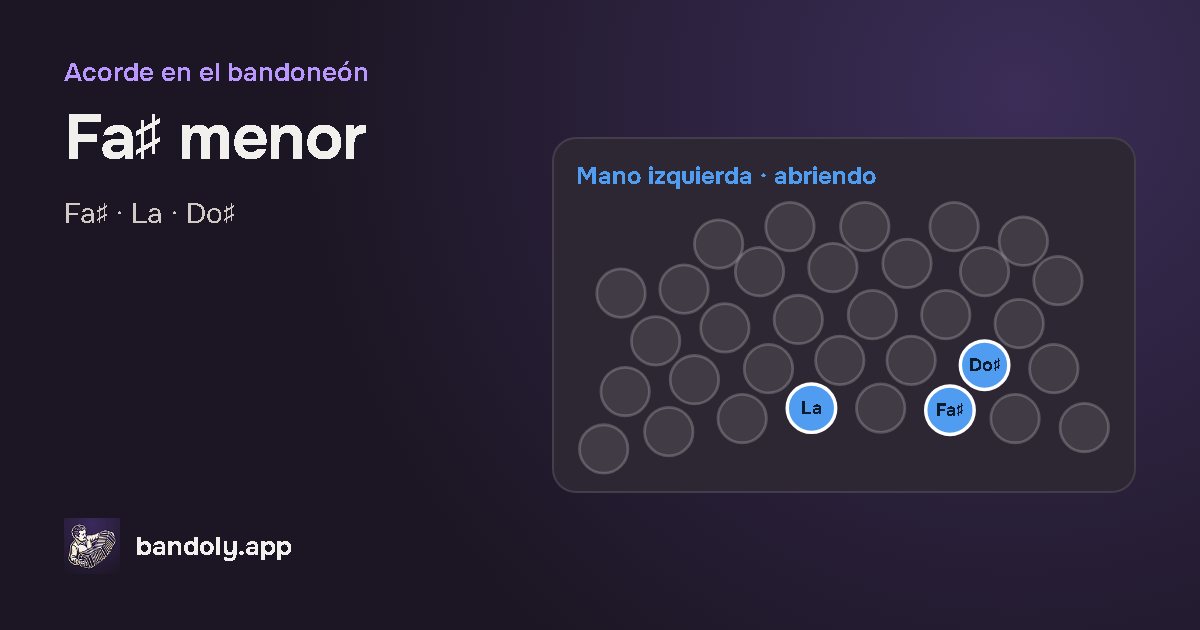 Acorde en el bandoneón
Fa♯ menor
Fa♯ · La · Do♯
Mano izquierda · abriendo
Do♯
La
Fa♯
bandoly.app